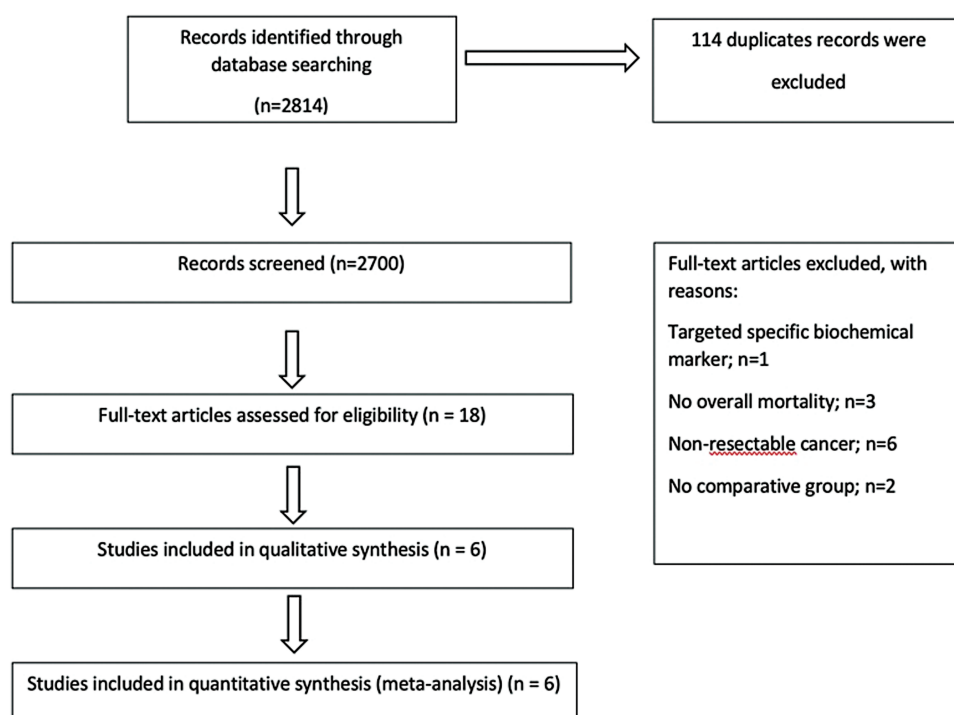 Records identified through
database searching
(n=2814)
114 duplicates records were
excluded
Records screened (n=2700)
Full-text articles excluded, with
reasons:
Targeted specific biochemical
marker; n=1
No overall mortality; n=3
Non-resectable cancer; n=6
No comparative group; n=2
Full-text articles assessed for eligibility (n = 18)
Studies included in qualitative synthesis (n = 6)
Studies included in quantitative synthesis (meta-analysis) (n = 6)